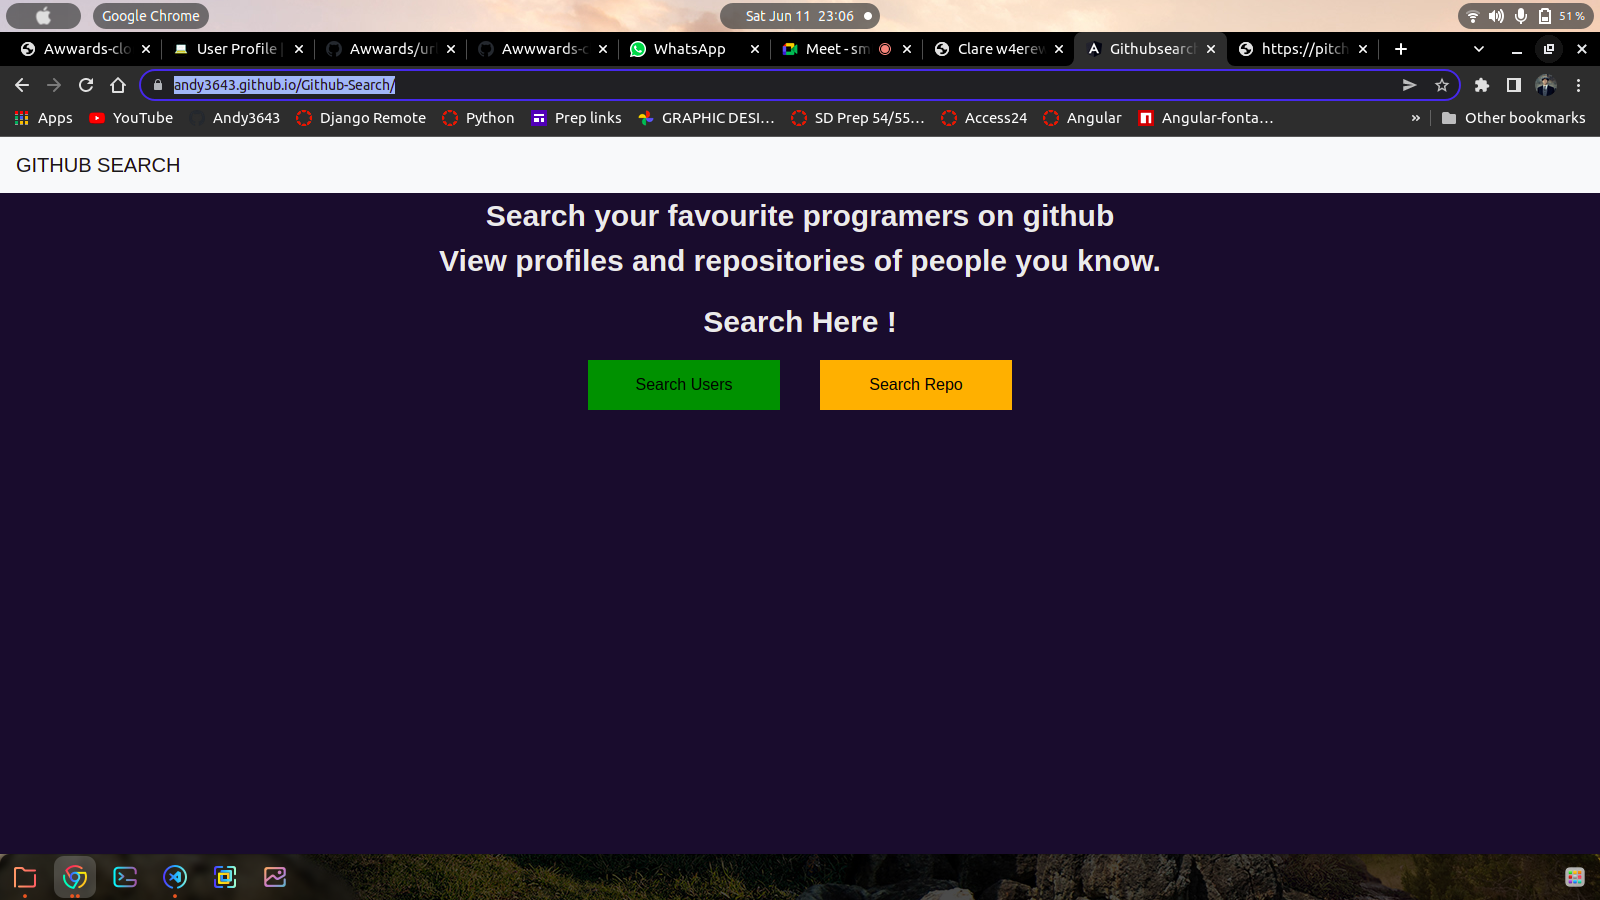 Google Chrome
Sat Jun 11 23:06
51 %
Awwards-clo
User Profile |
Awwards/ur
Awwwards-c
WhatsApp
Meet - sm
Clare w4erew
Githubsearch
https://pitch
andy3643.github.io/Github-Search/
Apps
YouTube
Andy3643
Django Remote
Python
Prep links
GRAPHIC DESI...
SD Prep 54/55...
Access24
Angular
Angular-fonta...
»
Other bookmarks
GITHUB SEARCH
Search your favourite programers on github
View profiles and repositories of people you know.
Search Here !
Search Users
Search Repo